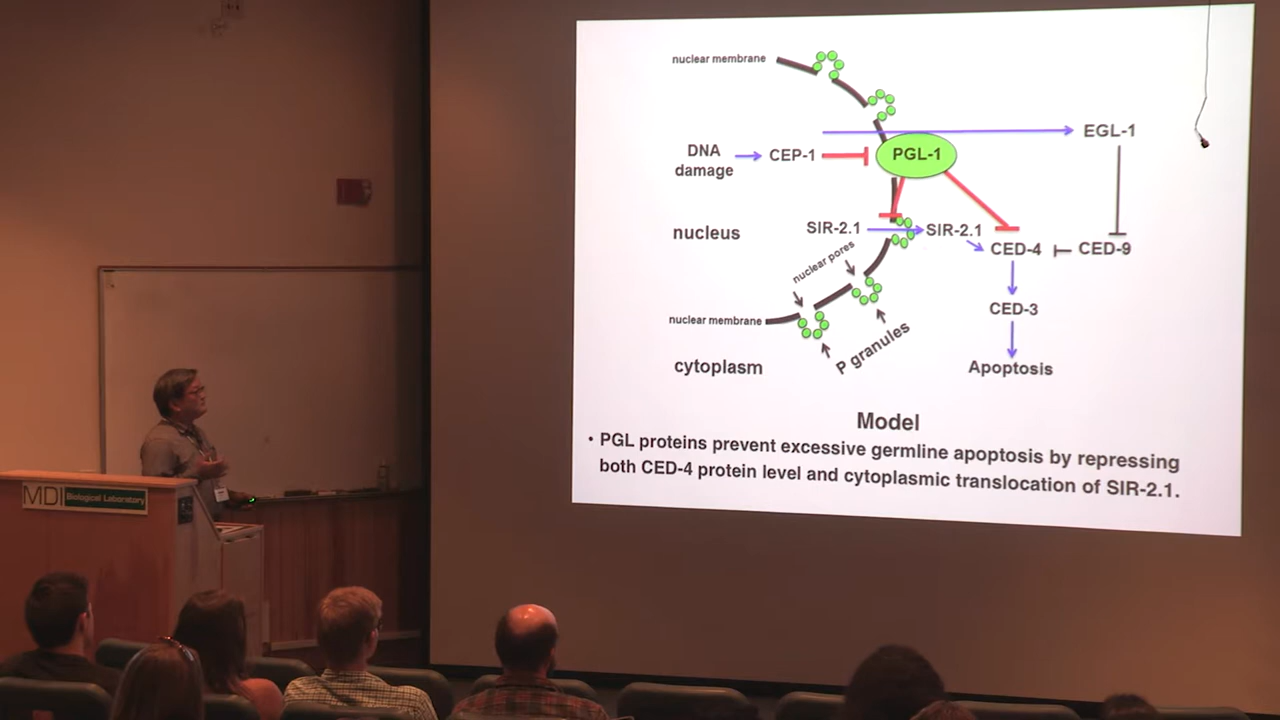 nuclear membrane
EGL-1
DNA
damage
CEP-1
PGL-1
nucleus
SIR-2.1
SIR-2.1
CED-4
CED-9
nuclear pores
CED-3
nuclear membrane
P granules
cytoplasm
Apoptosis
Model
• PGL proteins prevent excessive germline apoptosis by repressing
both CED-4 protein level and cytoplasmic translocation of SIR-2.1.
MDI Biological Laboratory